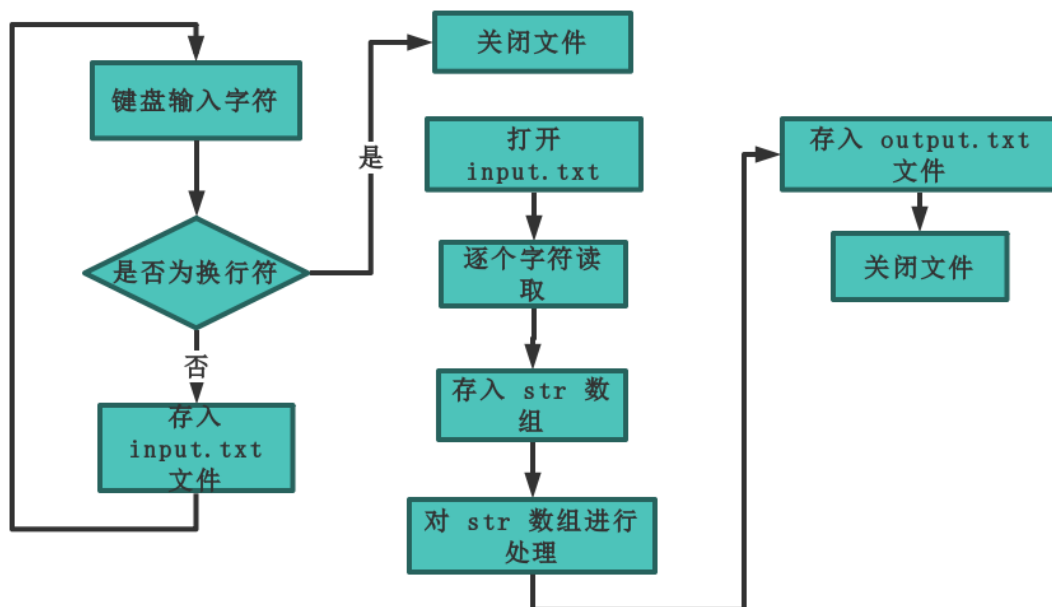 键盘输入字符
是否为换行符
否
存入
input.txt
文件
是
关闭文件
打开
input.txt
逐个字符读
取
存入 str 数
组
对 str 数组进行
处理
存入 output.txt
文件
关闭文件